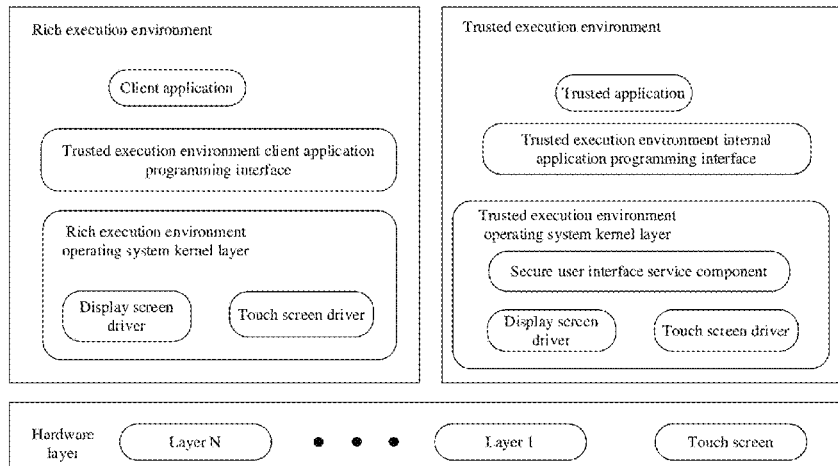 Rich execution environment
Client application
Trusted execution environment client application
programming interface
Rich execution environment
operating system kernel layer
Display screen
driver
Touch screen driver
Trusted execution environment
Trusted application
Trusted execution environment internal
application programming interface
Trusted execution environment
operating system kernel layer
Secure user interface service component
Display screen
driver
Touch screen driver
Hardware
layer
Layer N
Layer 1
Touch screen